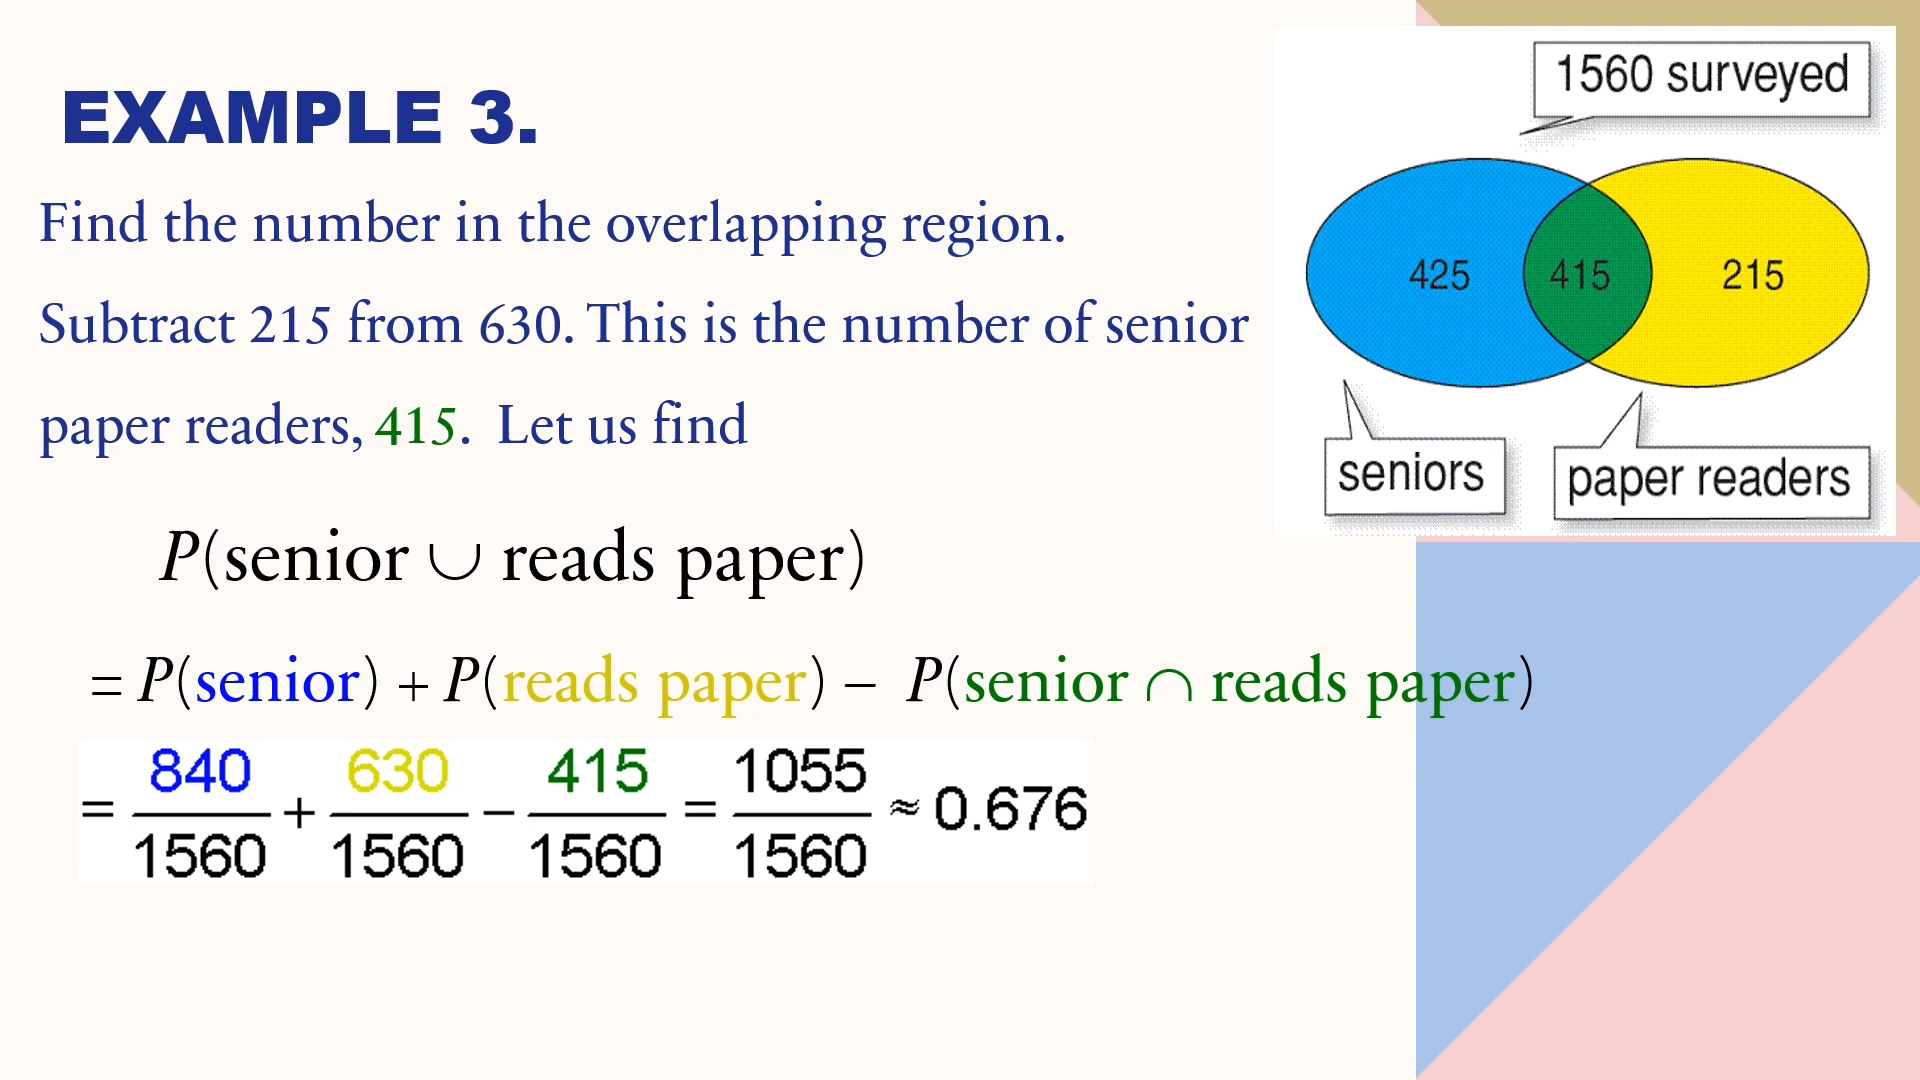 EXAMPLE 3.
Find the number in the overlapping region.
Subtract 215 from 630. This is the number of senior
paper readers, 415. Let us find
P(senior ∪ reads paper)
= P(senior) + P(reads paper) − P(senior ∩ reads paper)
= 840/1560 + 630/1560 − 415/1560 = 1055/1560 ≈ 0.676
1560 surveyed
425 415 215
seniors
paper readers